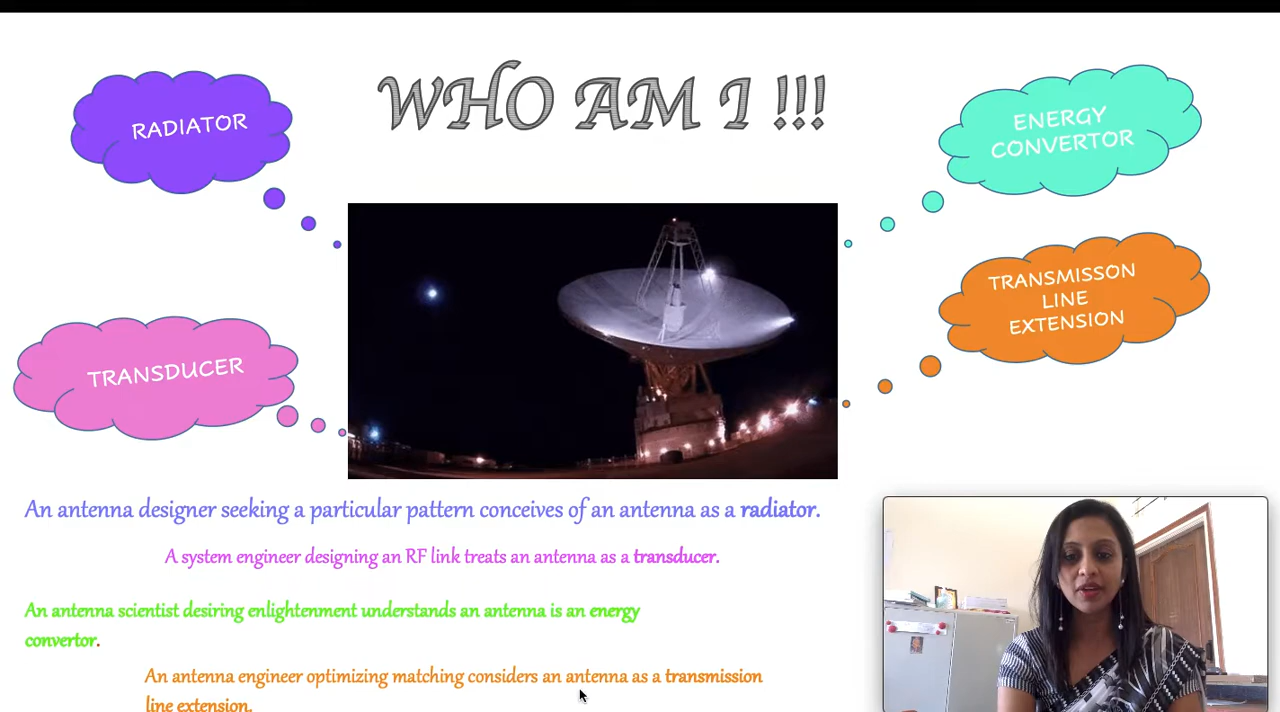 WHO AM I !!!
RADIATOR
ENERGY
CONVERTOR
TRANSMISSON
LINE
EXTENSION
TRANSDUCER
An antenna designer seeking a particular pattern conceives of an antenna as a radiator.
A system engineer designing an RF link treats an antenna as a transducer.
An antenna scientist desiring enlightenment understands an antenna is an energy
convertor.
An antenna engineer optimizing matching considers an antenna as a transmission
line extension.